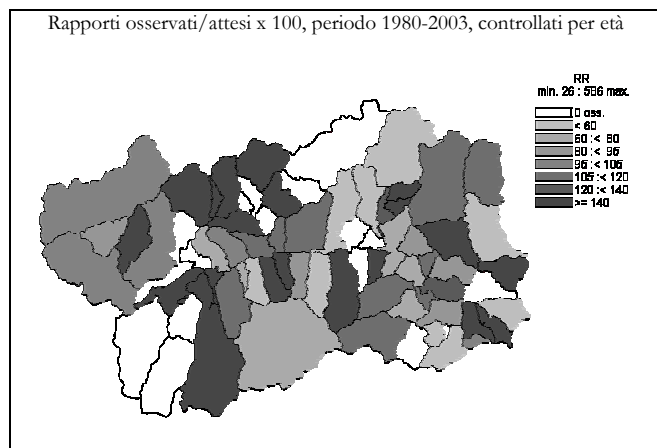 Rapporti osservati/attesi x 100, periodo 1980-2003, controllati per età
RR
min. 26 : 566 max.
0 oss.
< 60
60 :< 80
80 :< 95
95 :< 105
105 :< 120
120 :< 140
>= 140